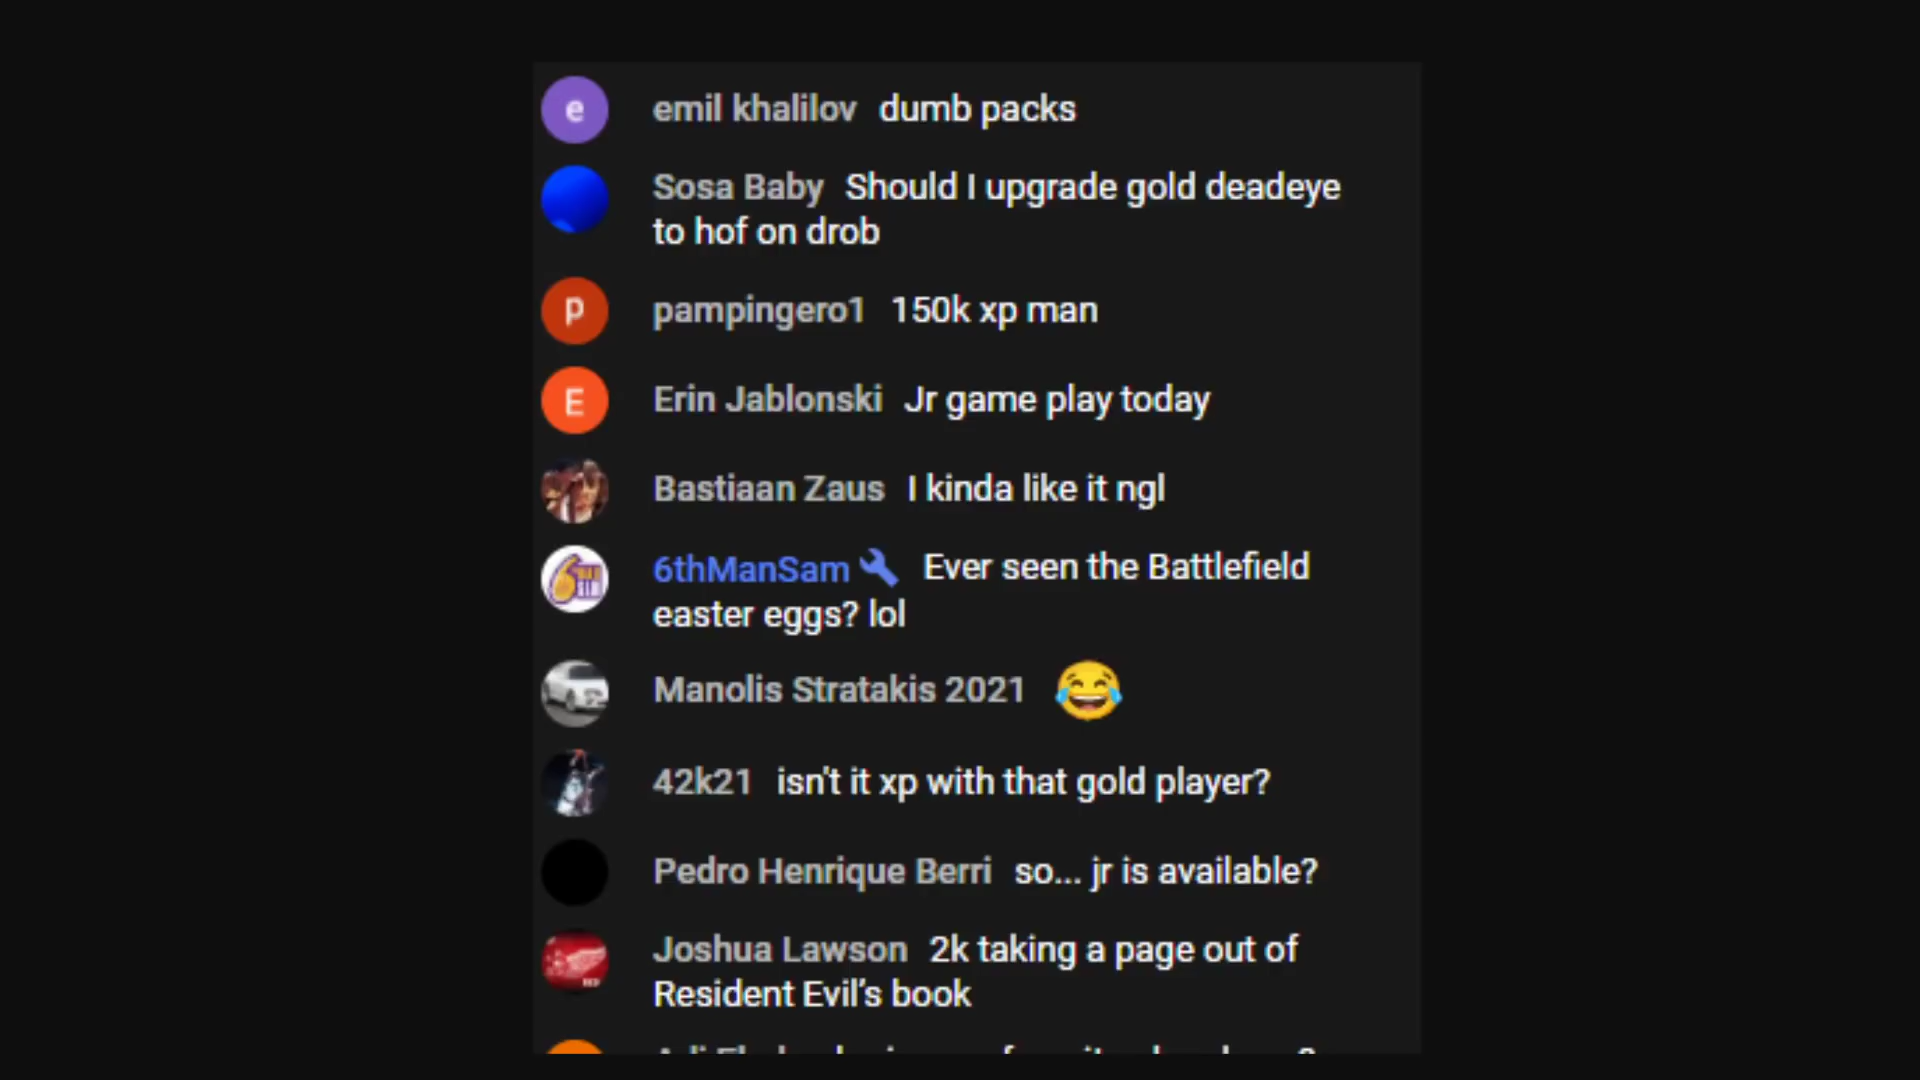 e
emil khalilov dumb packs
Sosa Baby Should I upgrade gold deadeye
to hof on drob
P
pampingero1 150k xp man
E
Erin Jablonski Jr game play today
Bastiaan Zaus I kinda like it ngl
6thManSam Ever seen the Battlefield
easter eggs? lol
Manolis Stratakis 2021 😂
42k21 isn't it xp with that gold player?
Pedro Henrique Berri so... jr is available?
Joshua Lawson 2k taking a page out of
Resident Evil's book